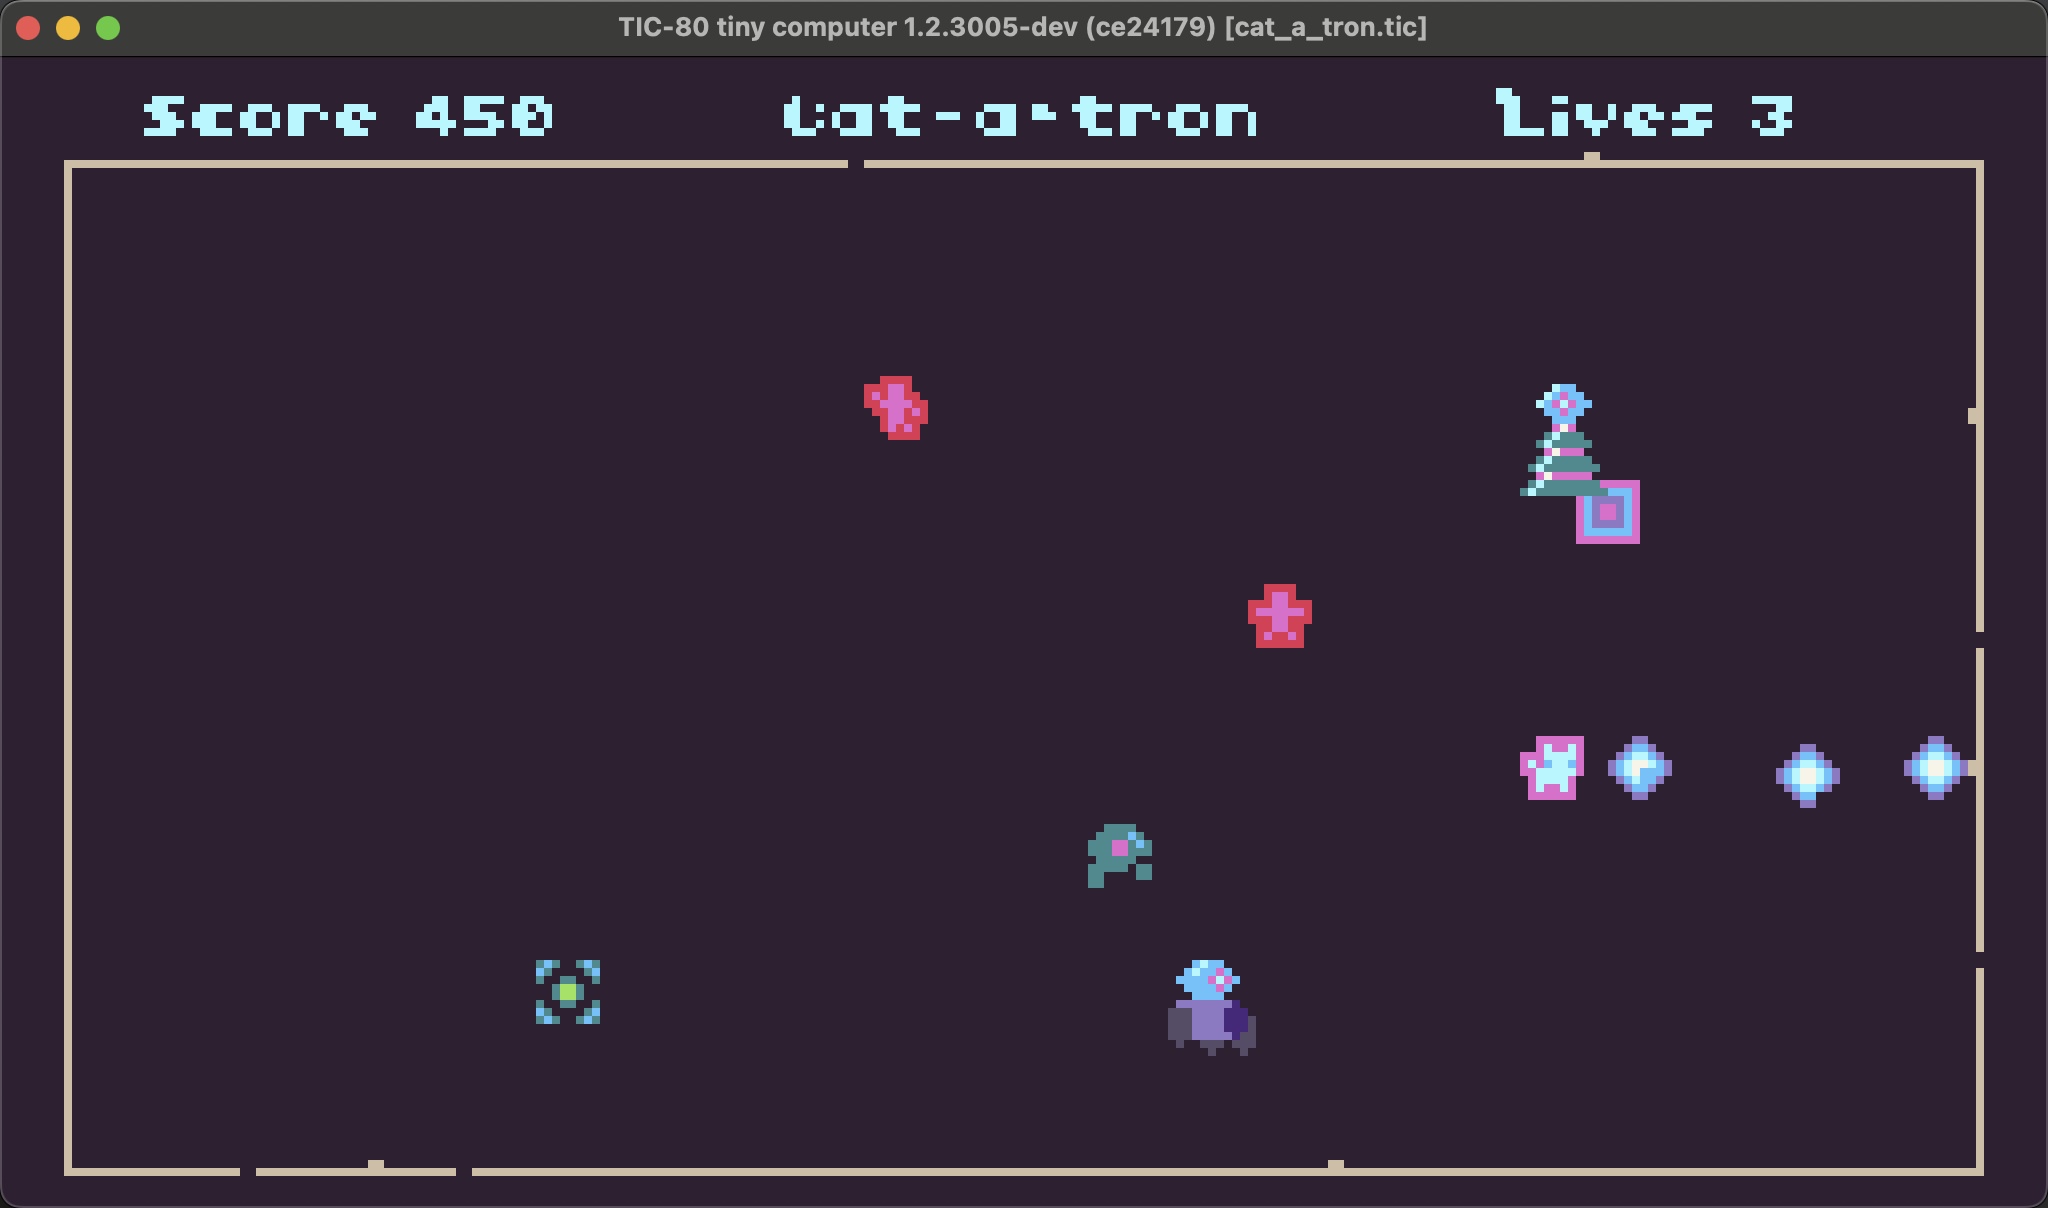 TIC-80 tiny computer 1.2.3005-dev (ce24179) [cat_a_tron.tic]
Score 450 Cat-a-tron Lives 3